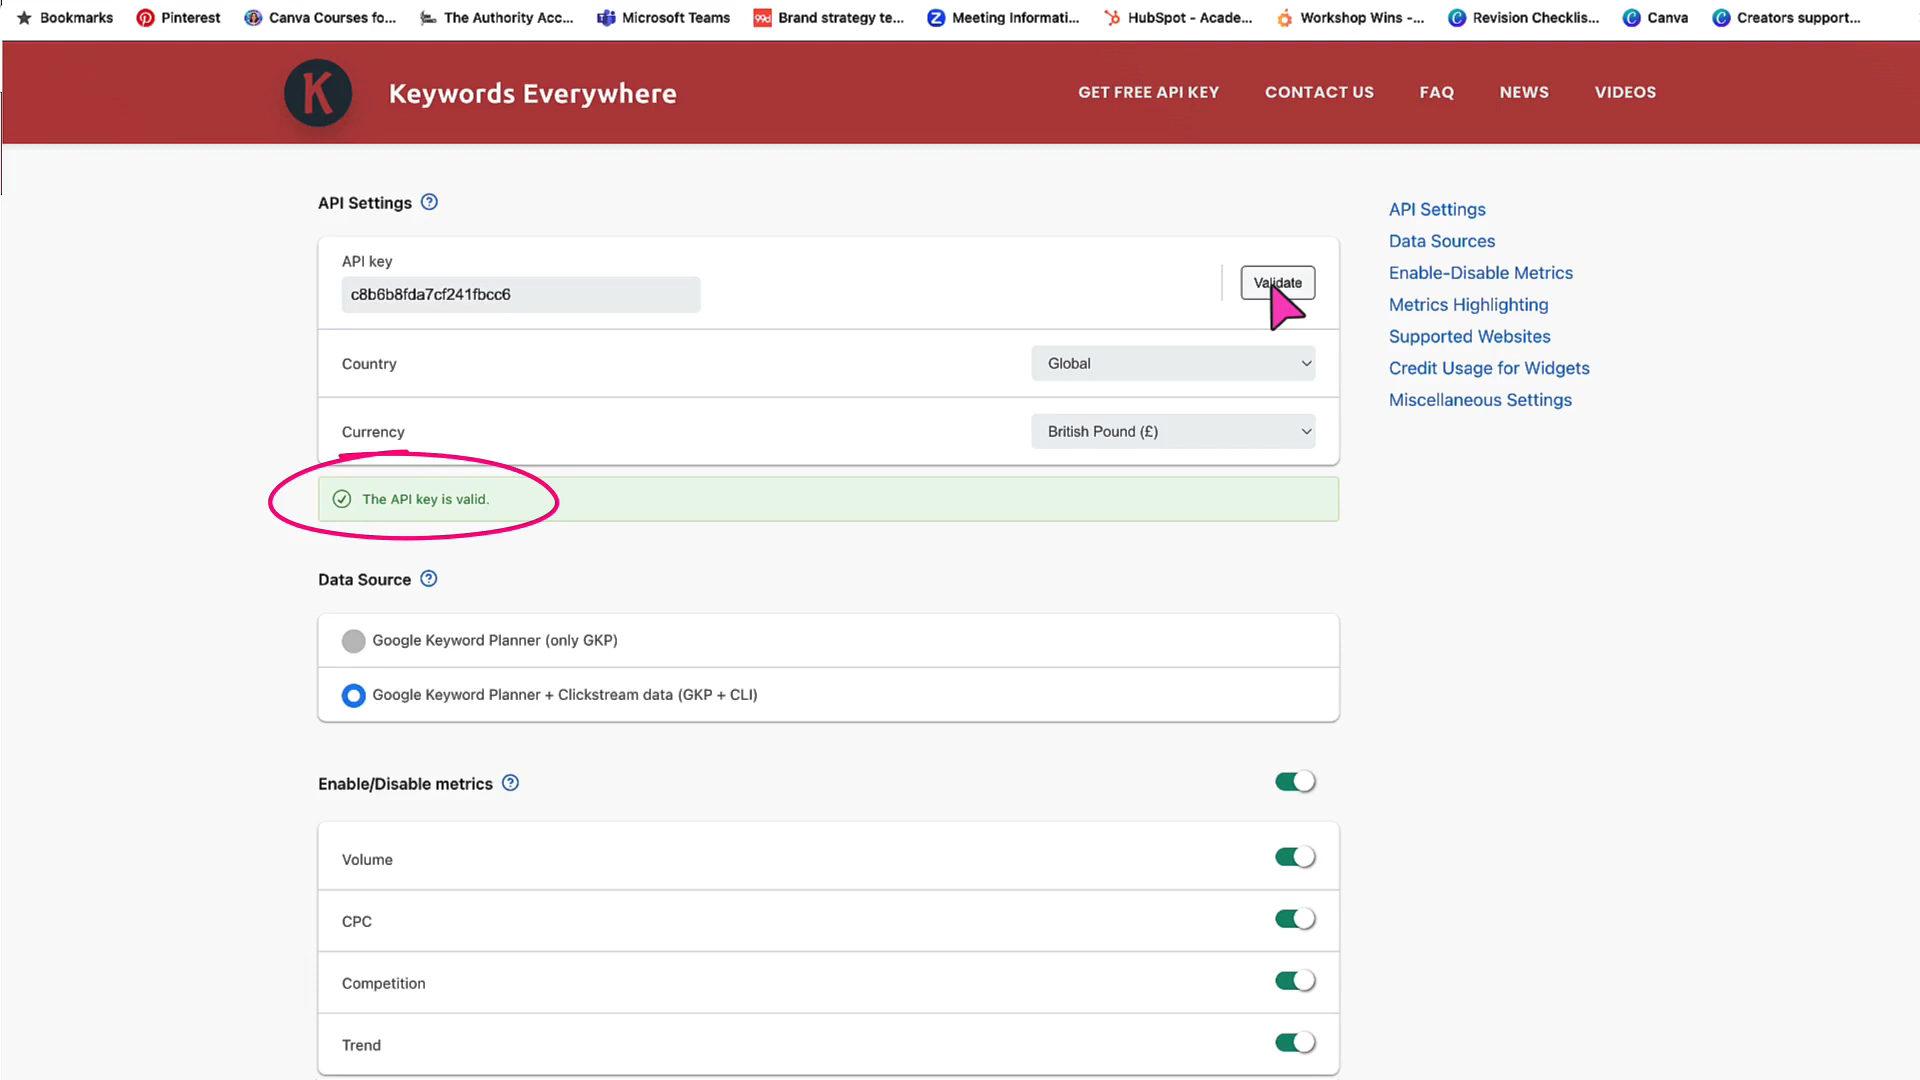 Bookmarks Pinterest Canva Courses fo... The Authority Acc... Microsoft Teams 99d Brand strategy te... Meeting Informati... HubSpot - Acade... Workshop Wins -... Revision Checklis... Canva Creators support...
K Keywords Everywhere GET FREE API KEY CONTACT US FAQ NEWS VIDEOS
API Settings ?
API key
c8b6b8fda7cf241fbcc6
Validate
Country Global
Currency British Pound (£)
The API key is valid.
Data Source ?
Google Keyword Planner (only GKP)
Google Keyword Planner + Clickstream data (GKP + CLI)
Enable/Disable metrics ?
Volume
CPC
Competition
Trend
API Settings
Data Sources
Enable-Disable Metrics
Metrics Highlighting
Supported Websites
Credit Usage for Widgets
Miscellaneous Settings